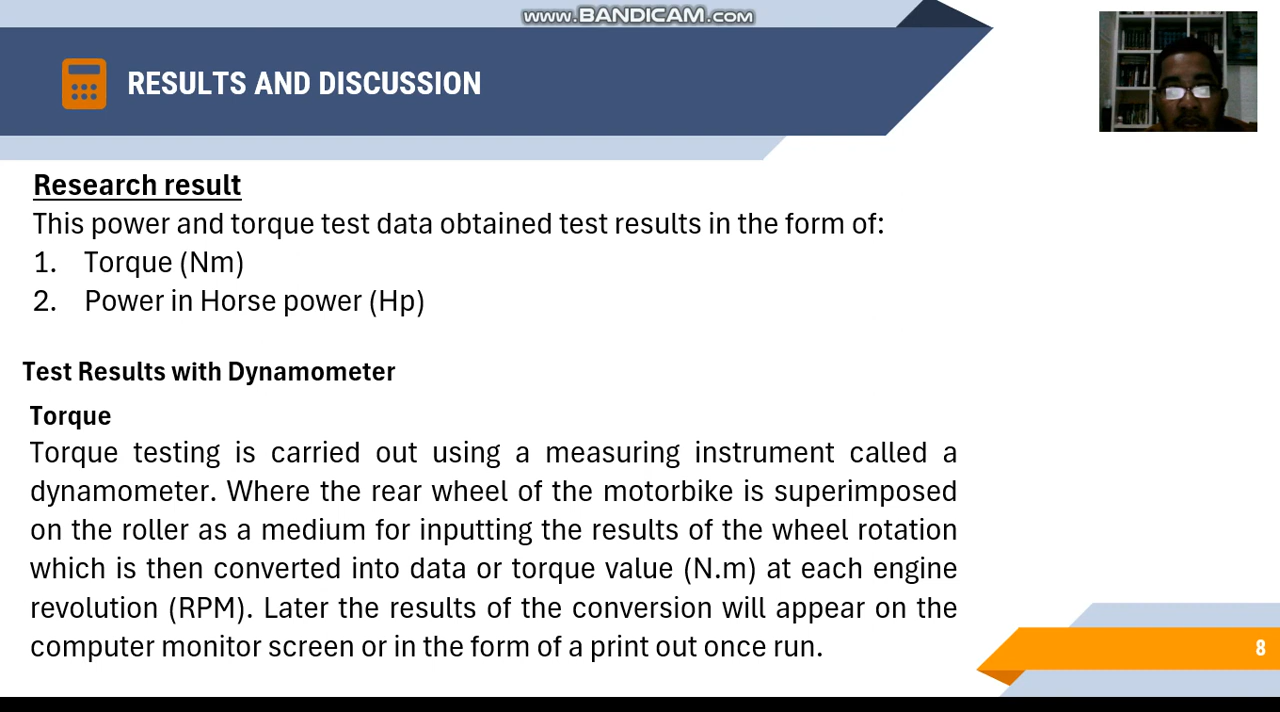 www.BANDICAM.com
RESULTS AND DISCUSSION
Research result
This power and torque test data obtained test results in the form of:
1. Torque (Nm)
2. Power in Horse power (Hp)
Test Results with Dynamometer
Torque
Torque testing is carried out using a measuring instrument called a
dynamometer. Where the rear wheel of the motorbike is superimposed
on the roller as a medium for inputting the results of the wheel rotation
which is then converted into data or torque value (N.m) at each engine
revolution (RPM). Later the results of the conversion will appear on the
computer monitor screen or in the form of a print out once run.
8